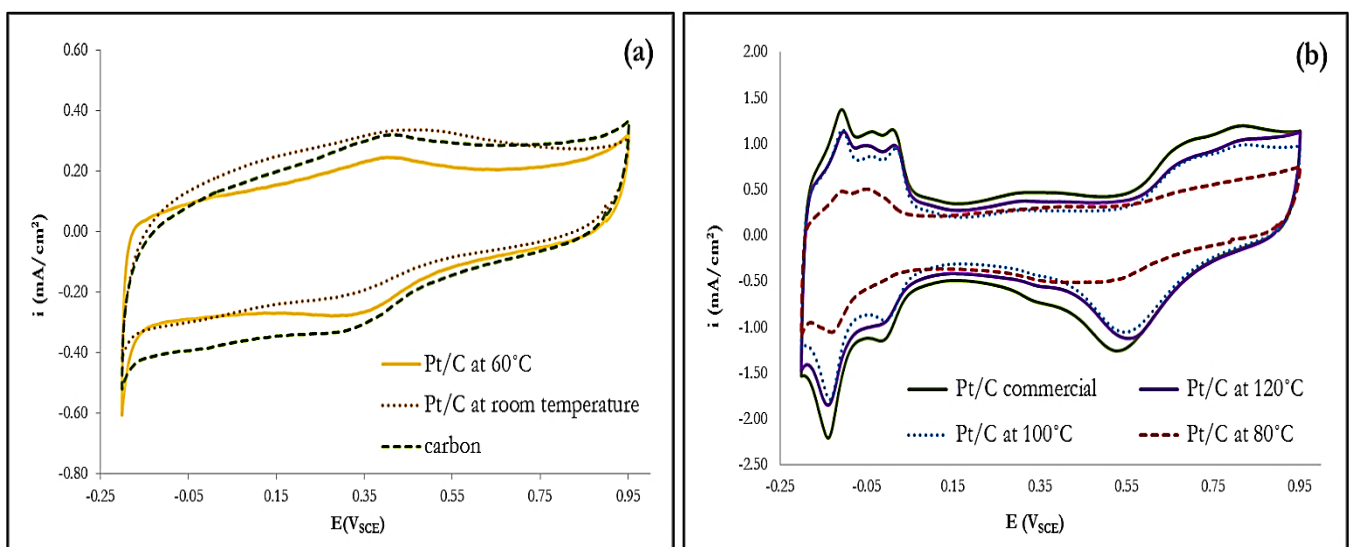 (a)
0.60
0.40
0.20
0.00
-0.20
-0.40
-0.60
-0.80
i (mA/cm²)
-0.25 -0.05 0.15 0.35 0.55 0.75 0.95
E(V_SCE)
Pt/C at 60°C
Pt/C at room temperature
carbon
(b)
2.00
1.50
1.00
0.50
0.00
-0.50
-1.00
-1.50
-2.00
-2.50
i (mA/cm²)
-0.25 -0.05 0.15 0.35 0.55 0.75 0.95
E (V_SCE)
Pt/C commercial Pt/C at 120°C
Pt/C at 100°C Pt/C at 80°C